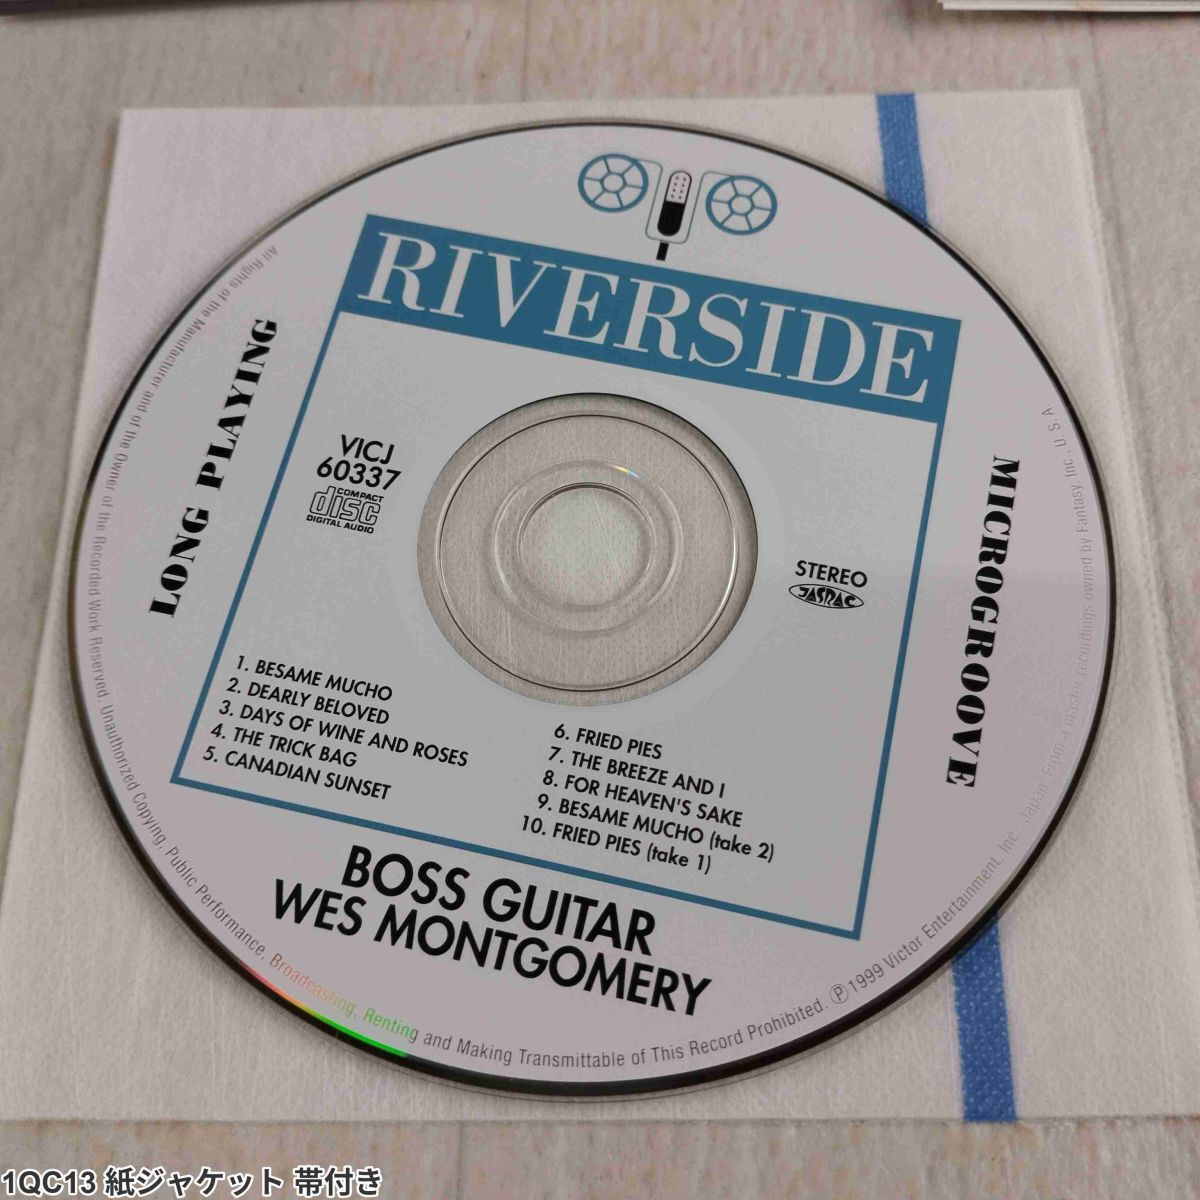 RIVERSIDE
LONG PLAYING
MICROGROOVE
VICJ
60337
COMPACT
disc
DIGITAL AUDIO
STEREO
JASRAC
1. BESAME MUCHO
2. DEARLY BELOVED
3. DAYS OF WINE AND ROSES
4. THE TRICK BAG
5. CANADIAN SUNSET
6. FRIED PIES
7. THE BREEZE AND I
8. FOR HEAVEN'S SAKE
9. BESAME MUCHO (take 2)
10. FRIED PIES (take 1)
BOSS GUITAR
WES MONTGOMERY
All Rights of the Manufacturer and of the Owner of the Recorded Work Reserved. Unauthorized Copying, Public Performance, Broadcasting, Renting and Making Transmittable of This Record Prohibited. ℗1999 Victor Entertainment, Inc., Japan. From a master recordings owned by Fantasy, Inc., U.S.A.
1QC13 紙ジャケット 帯付き